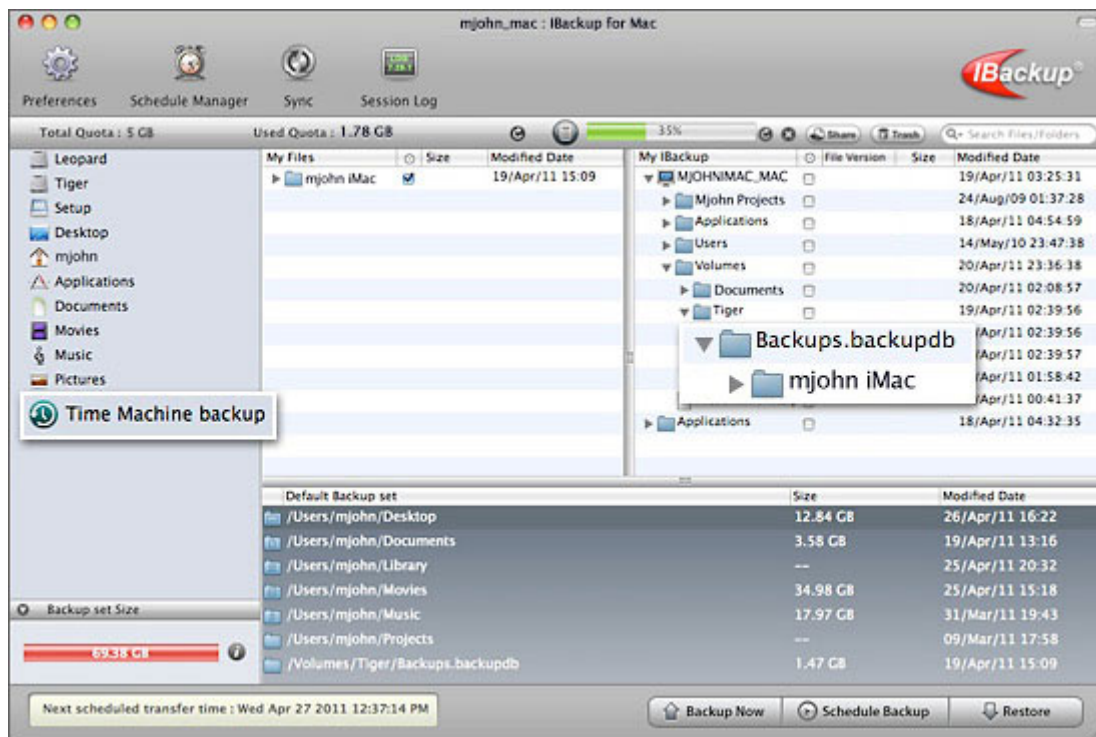 mjohn_mac : IBackup for Mac
Preferences Schedule Manager Sync Session Log
IBackup
Total Quota : 5 GB Used Quota : 1.78 GB 35% Share Trash Search Files/Folders
Leopard
Tiger
Setup
Desktop
mjohn
Applications
Documents
Movies
Music
Pictures
Time Machine backup
My Files Size Modified Date
mjohn iMac 19/Apr/11 15:09
My IBackup File Version Size Modified Date
MJOHNIMAC_MAC 19/Apr/11 03:25:31
Mjohn Projects 24/Aug/09 01:37:28
Applications 18/Apr/11 04:54:59
Users 14/May/10 23:47:38
Volumes 20/Apr/11 23:36:38
Documents 20/Apr/11 02:08:57
Tiger 19/Apr/11 02:39:56
Backups.backupdb /Apr/11 02:39:56
/Apr/11 02:39:57
mjohn iMac /Apr/11 01:58:42
/Apr/11 00:41:37
Applications 18/Apr/11 04:32:35
Default Backup set Size Modified Date
/Users/mjohn/Desktop 12.84 GB 26/Apr/11 16:22
/Users/mjohn/Documents 3.58 GB 19/Apr/11 13:16
/Users/mjohn/Library -- 25/Apr/11 20:32
/Users/mjohn/Movies 34.98 GB 25/Apr/11 15:18
/Users/mjohn/Music 17.97 GB 31/Mar/11 19:43
/Users/mjohn/Projects -- 09/Mar/11 17:58
/Volumes/Tiger/Backups.backupdb 1.47 GB 19/Apr/11 15:09
Backup set Size
69.38 GB
Next scheduled transfer time : Wed Apr 27 2011 12:37:14 PM
Backup Now Schedule Backup Restore